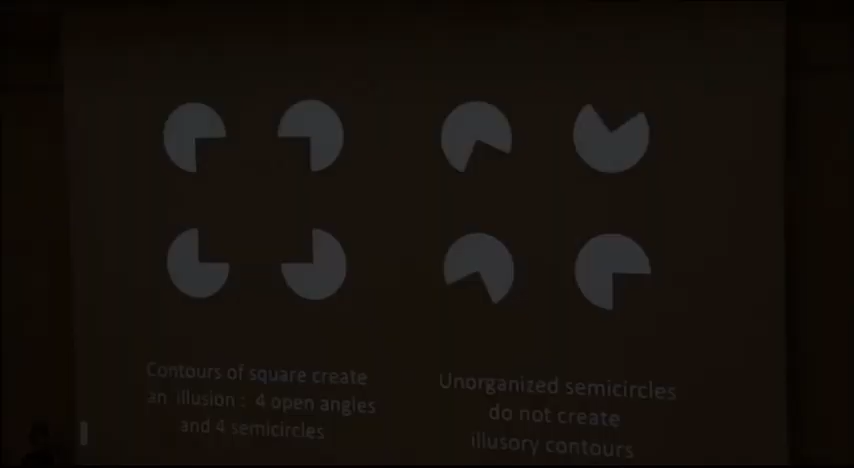 Contours of square create
an illusion : 4 open angles
and 4 semicircles
Unorganized semicircles
do not create
illusory contours